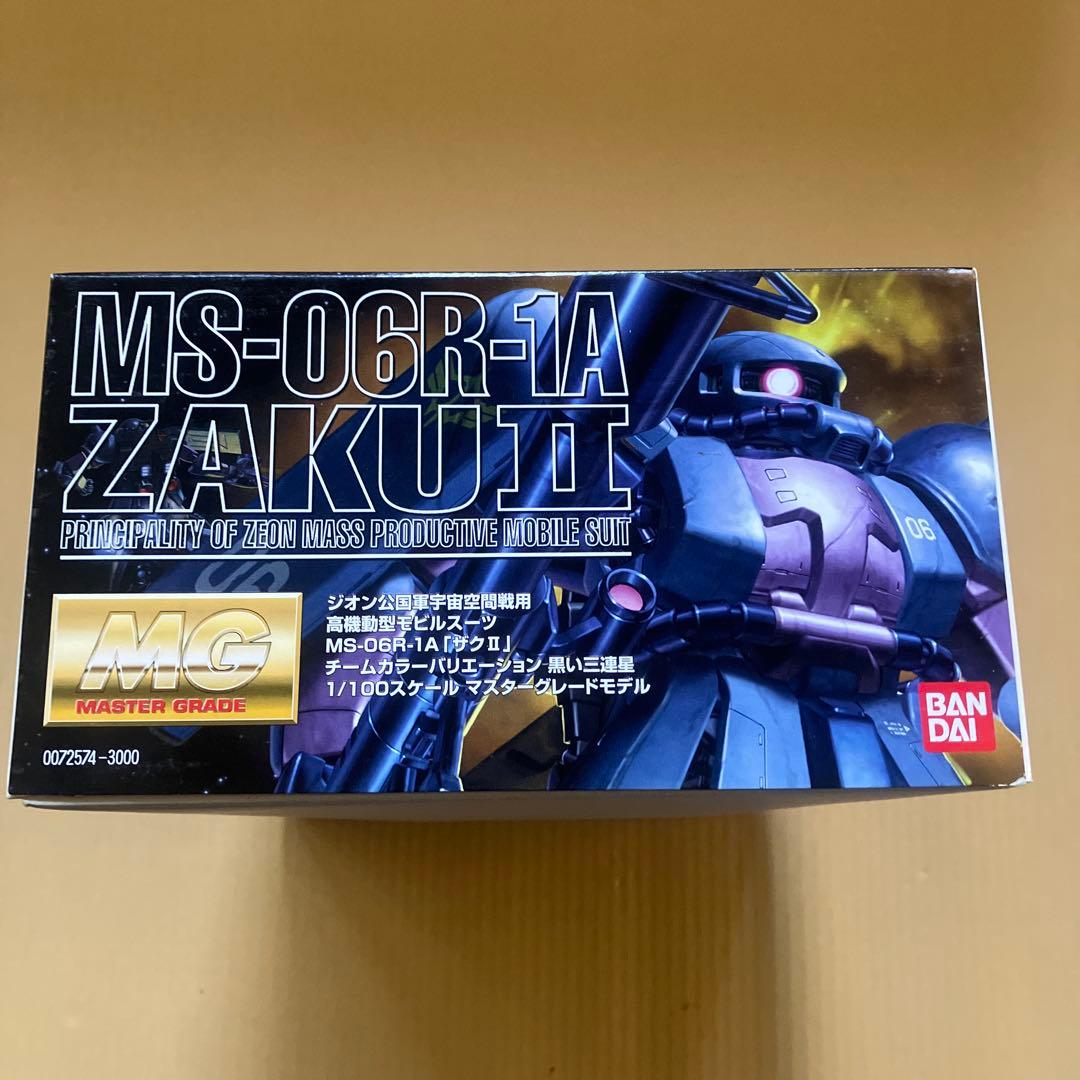 MS-06R-1A
ZAKU II
PRINCIPALITY OF ZEON MASS PRODUCTIVE MOBILE SUIT
MG
MASTER GRADE
ジオン公国軍宇宙空間戦用
高機動型モビルスーツ
MS-06R-1A「ザクII」
チームカラーバリエーション 黒い三連星
1/100スケール マスターグレードモデル
0072574-3000
06
BAN
DAI